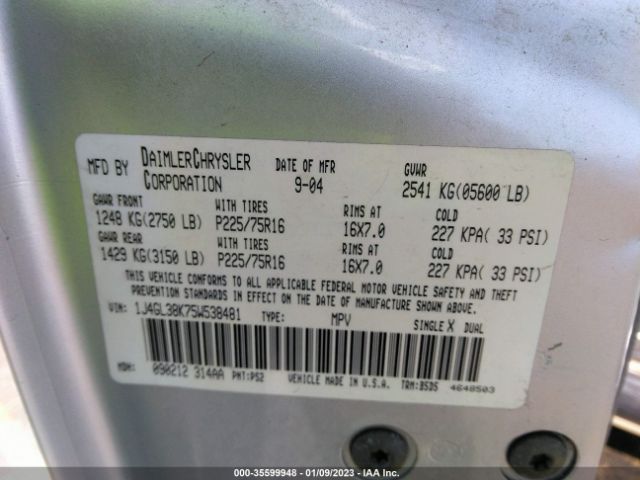 MFD BY DAIMLERCHRYSLER CORPORATION DATE OF MFR 9-04 GVWR 2541 KG(05600 LB)
GAWR FRONT WITH TIRES RIMS AT COLD
1248 KG(2750 LB) P225/75R16 16X7.0 227 KPA( 33 PSI)
GAWR REAR WITH TIRES RIMS AT COLD
1429 KG(3150 LB) P225/75R16 16X7.0 227 KPA( 33 PSI)
THIS VEHICLE CONFORMS TO ALL APPLICABLE FEDERAL MOTOR VEHICLE SAFETY AND THEFT
PREVENTION STANDARDS IN EFFECT ON THE DATE OF MANUFACTURE SHOWN ABOVE.
VIN: 1J4GL38K75W538481 TYPE: MPV SINGLE X DUAL
MDH: 090212 314AA PNT:PS2 VEHICLE MADE IN U.S.A. TRM:B5D5 4648503
000-35599948 - 01/09/2023 - IAA Inc.